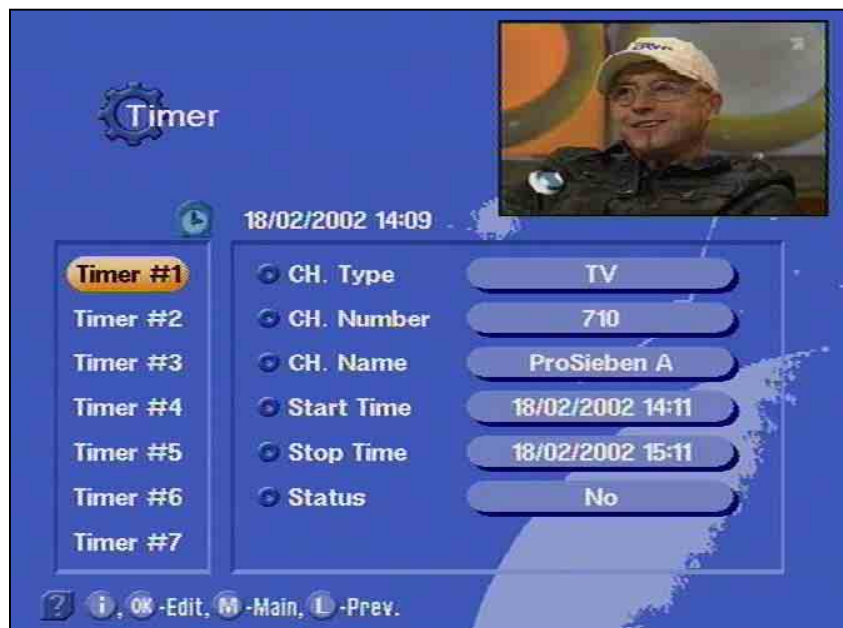 Timer
18/02/2002 14:09
Timer #1
Timer #2
Timer #3
Timer #4
Timer #5
Timer #6
Timer #7
CH. Type TV
CH. Number 710
CH. Name ProSieben A
Start Time 18/02/2002 14:11
Stop Time 18/02/2002 15:11
Status No
? i, OK -Edit, M -Main, L -Prev.